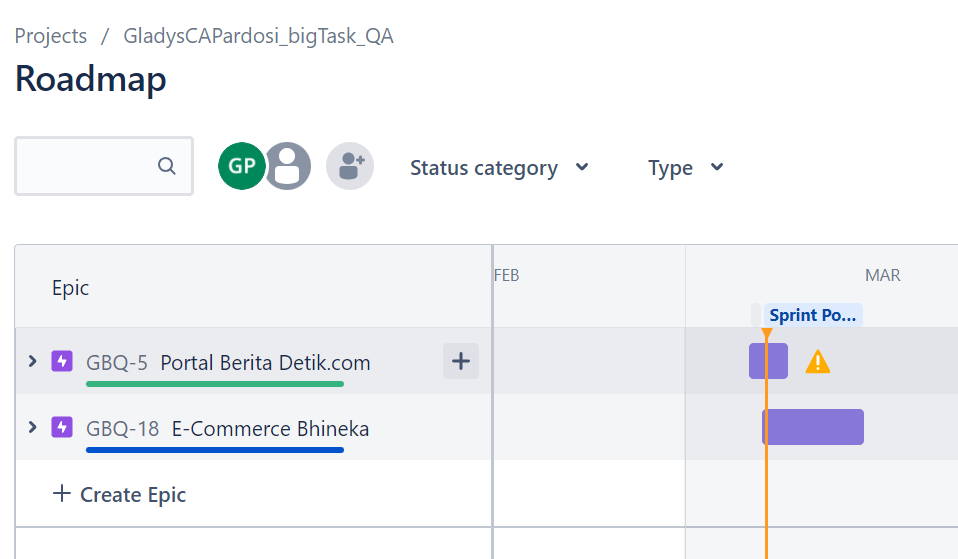 Projects / GladysCAPardosi_bigTask_QA
Roadmap
GP Status category Type
Epic FEB MAR
Sprint Po...
GBQ-5 Portal Berita Detik.com
GBQ-18 E-Commerce Bhineka
+ Create Epic